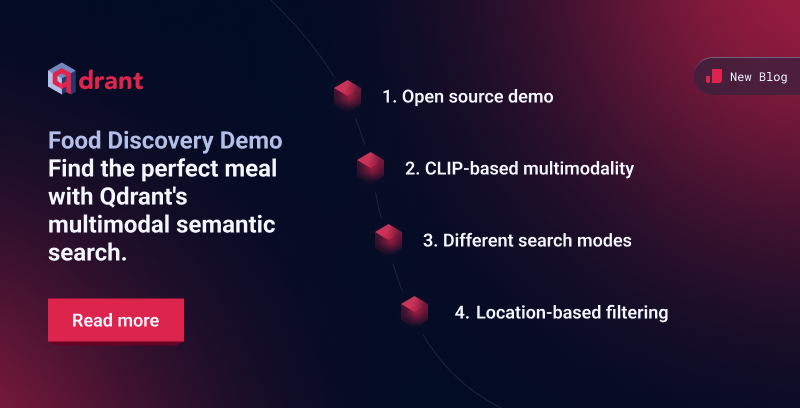 qdrant
New Blog
Food Discovery Demo
Find the perfect meal
with Qdrant's
multimodal semantic
search.
Read more
1. Open source demo
2. CLIP-based multimodality
3. Different search modes
4. Location-based filtering